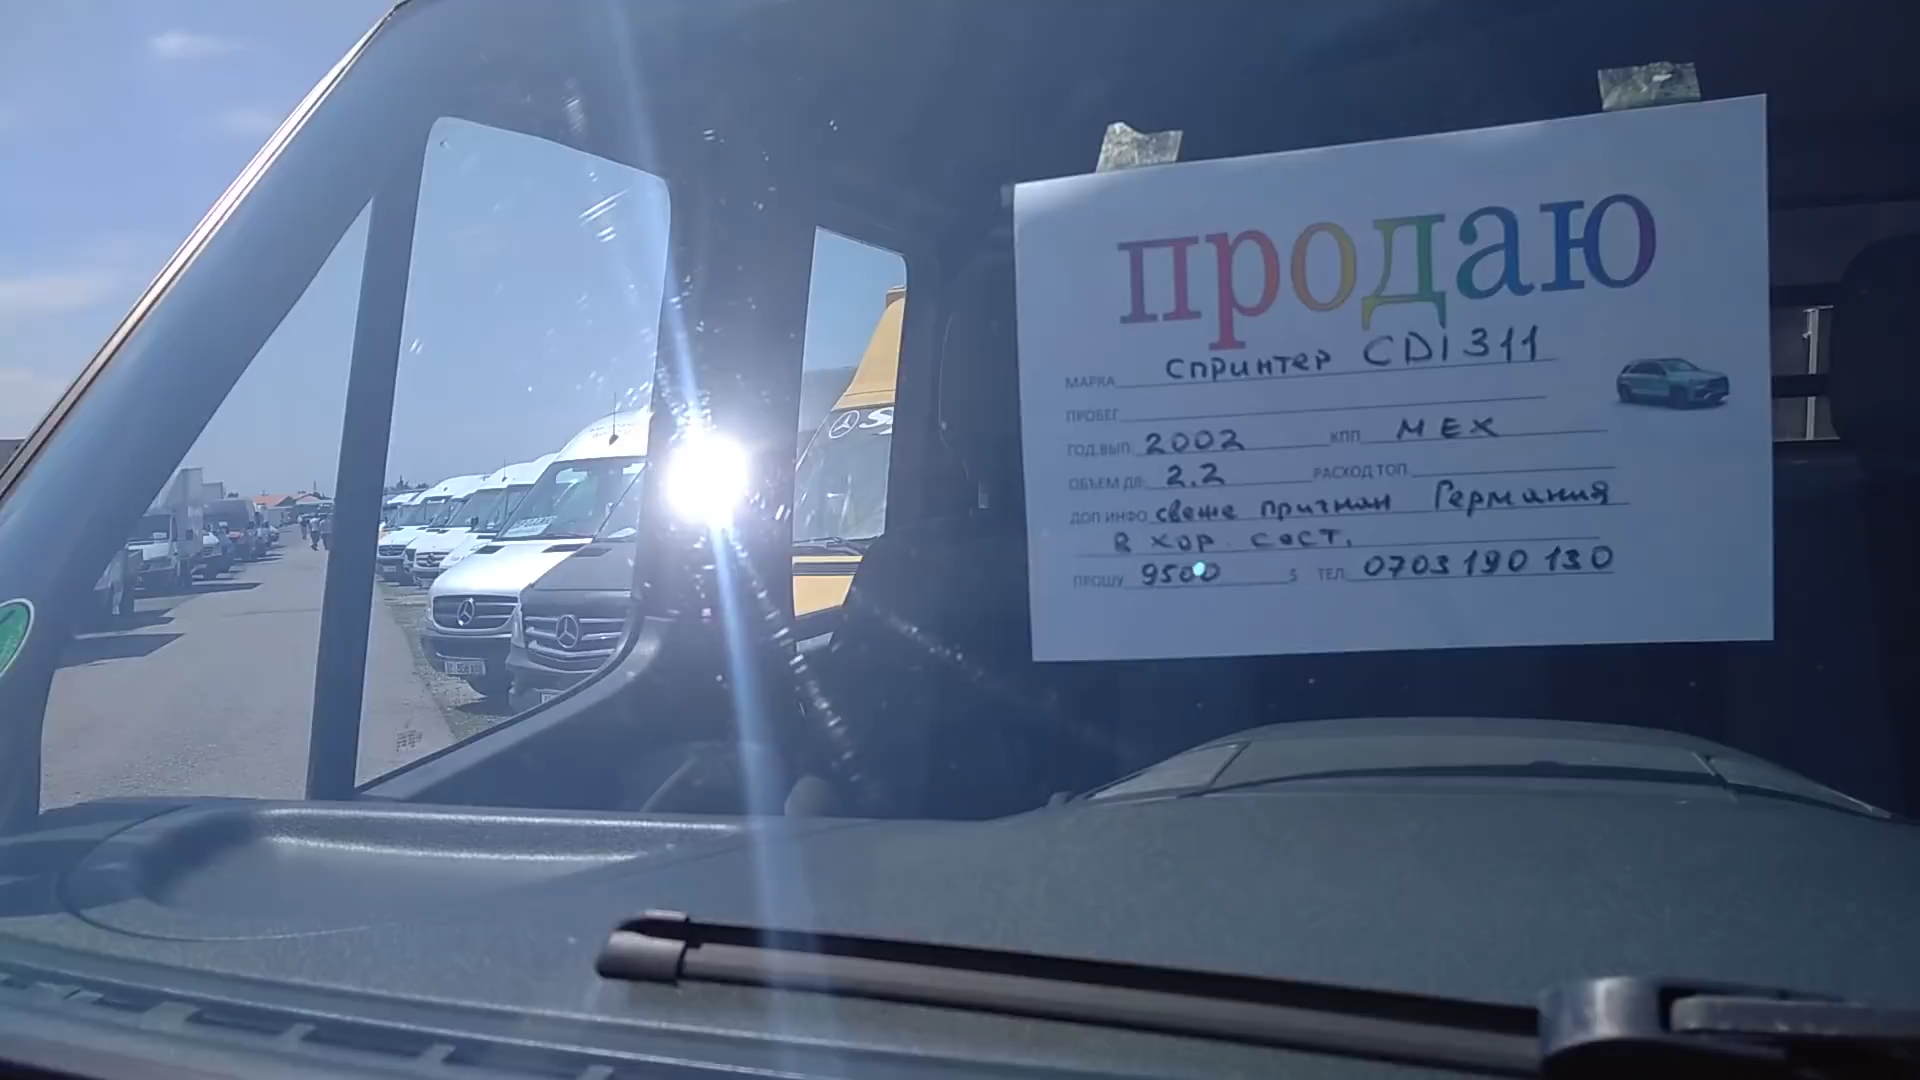 продаю
МАРКА Спринтер CDI 311
ПРОБЕГ
ГОД ВЫП. 2002 КПП МЕХ
ОБЪЕМ ДВ. 2.2 РАСХОД ТОП.
ДОП.ИНФО свеже пригнан Германия
в хор. сост.
ПРОШУ 9500 $ ТЕЛ. 0703 190 130